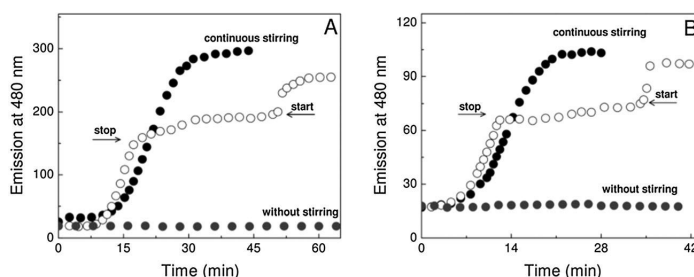 A
continuous stirring
Emission at 480 nm
300
200
100
0
stop
start
without stirring
0 15 30 45 60
Time (min)
B
continuous stirring
Emission at 480 nm
120
90
60
30
0
stop
start
without stirring
0 14 28 42
Time (min)